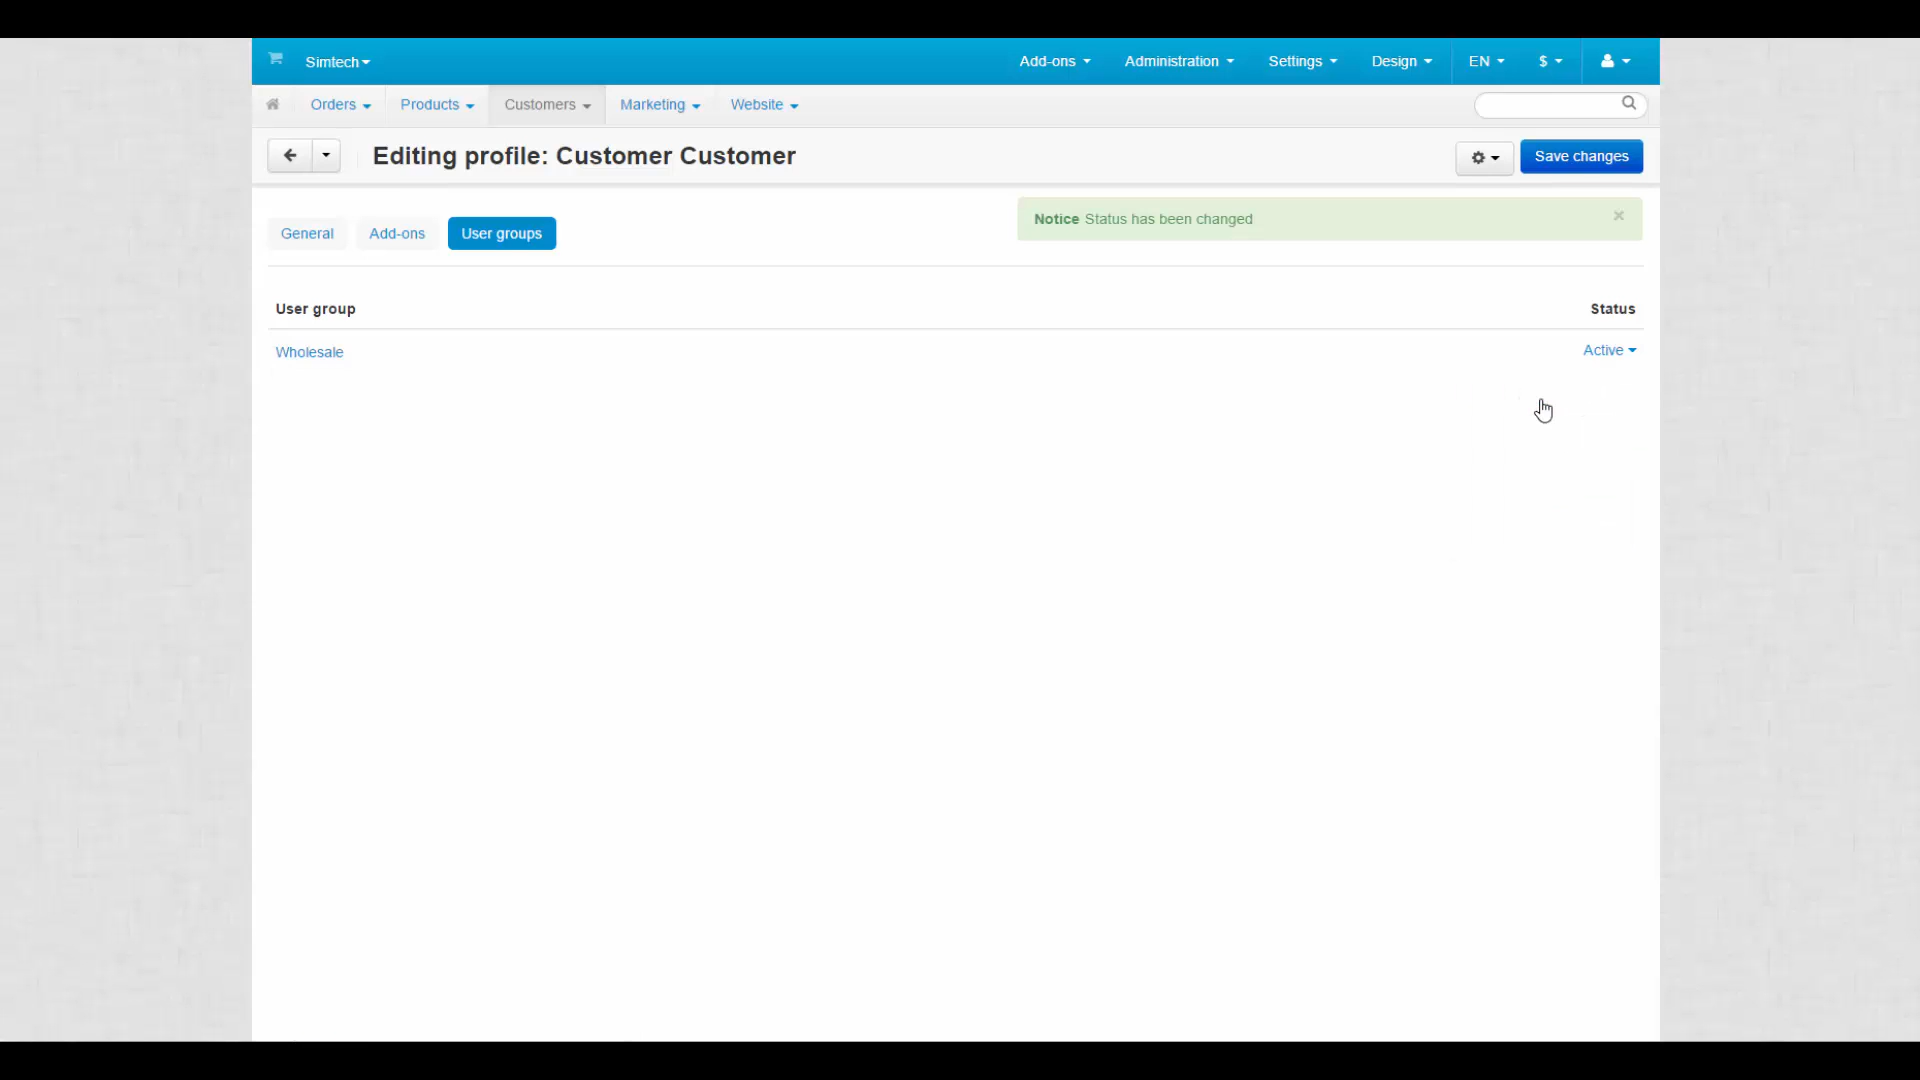 Simtech
Add-ons
Administration
Settings
Design
EN
$
Orders
Products
Customers
Marketing
Website
Editing profile: Customer Customer
Save changes
Notice Status has been changed
×
General
Add-ons
User groups
User group
Status
Wholesale
Active